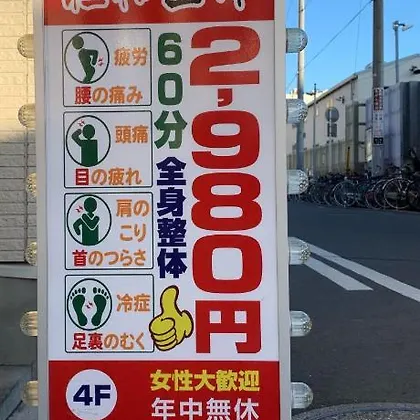 疲労
腰の痛み
頭痛
目の疲れ
肩の
こり
首のつらさ
冷症
足裏のむく
60分 全身整体
2,980円
4F
女性大歓迎
年中無休